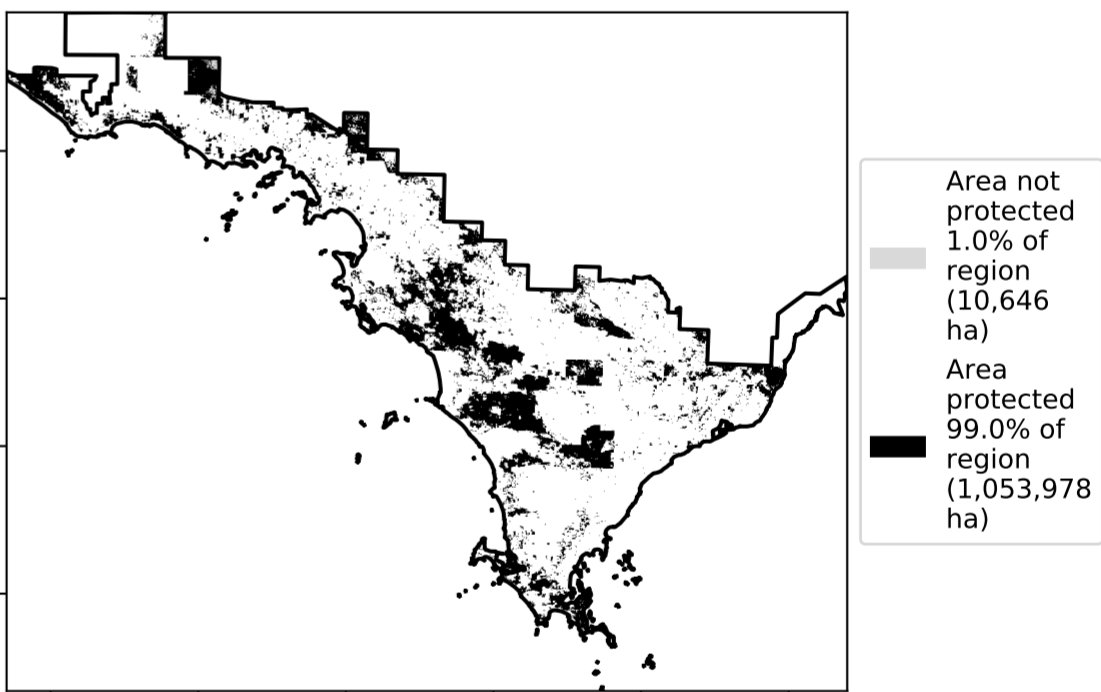 Area not
protected
1.0% of
region
(10,646
ha)
Area
protected
99.0% of
region
(1,053,978
ha)